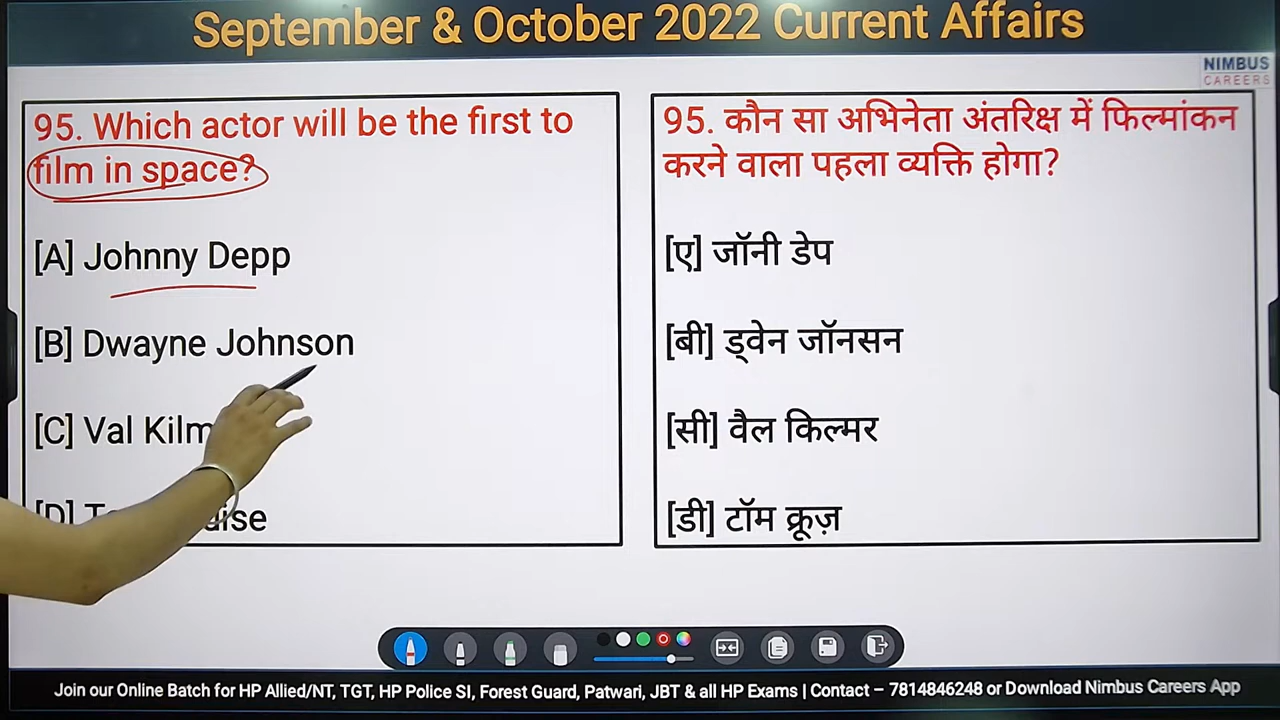 September & October 2022 Current Affairs
NIMBUS
CAREERS
95. Which actor will be the first to
film in space?
[A] Johnny Depp
[B] Dwayne Johnson
[C] Val
[D]
95. कौन सा अभिनेता अंतरिक्ष में फिल्मांकन
करने वाला पहला व्यक्ति होगा?
[ए] जॉनी डेप
[बी] ड्वेन जॉनसन
[सी] वैल किल्मर
[डी] टॉम क्रूज़
Join our Online Batch for HP Allied/NT, TGT, HP Police SI, Forest Guard, Patwari, JBT & all HP Exams | Contact – 7814846248 or Download Nimbus Careers App